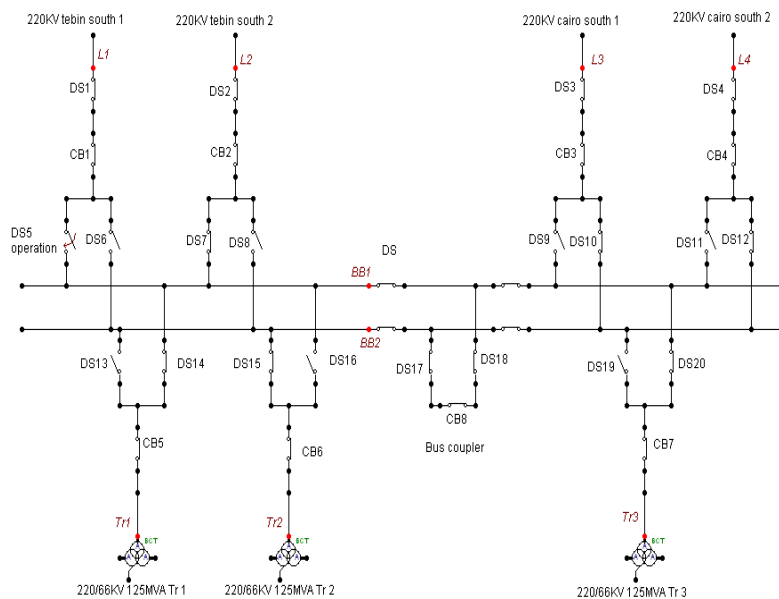 220KV tebin south 1
220KV tebin south 2
220KV cairo south 1
220KV cairo south 2
L1
L2
L3
L4
DS1
DS2
DS3
DS4
CB1
CB2
CB3
CB4
DS5
operation
DS6
DS7
DS8
DS
DS9
DS10
DS11
DS12
BB1
BB2
DS13
DS14
DS15
DS16
DS17
DS18
DS19
DS20
CB8
CB5
CB6
Bus coupler
CB7
Tr1
Tr2
Tr3
BCT
BCT
BCT
A
A A
A
A A
A
A A
220/66KV 125MVA Tr 1
220/66KV 125MVA Tr 2
220/66KV 125MVA Tr 3